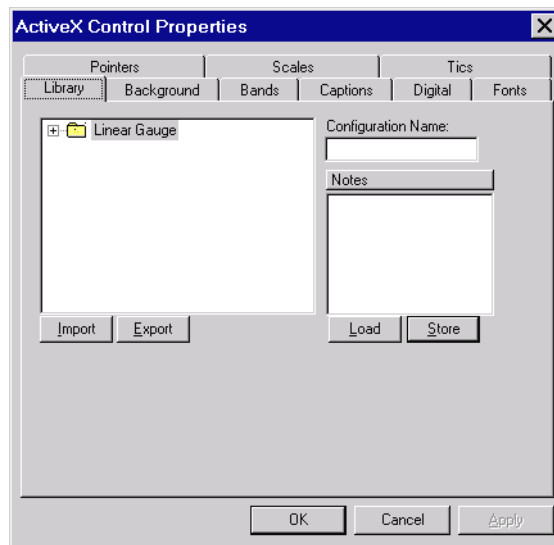 ActiveX Control Properties
Pointers Scales Tics
Library Background Bands Captions Digital Fonts
Linear Gauge
Configuration Name:
Notes
Import Export
Load Store
OK Cancel Apply